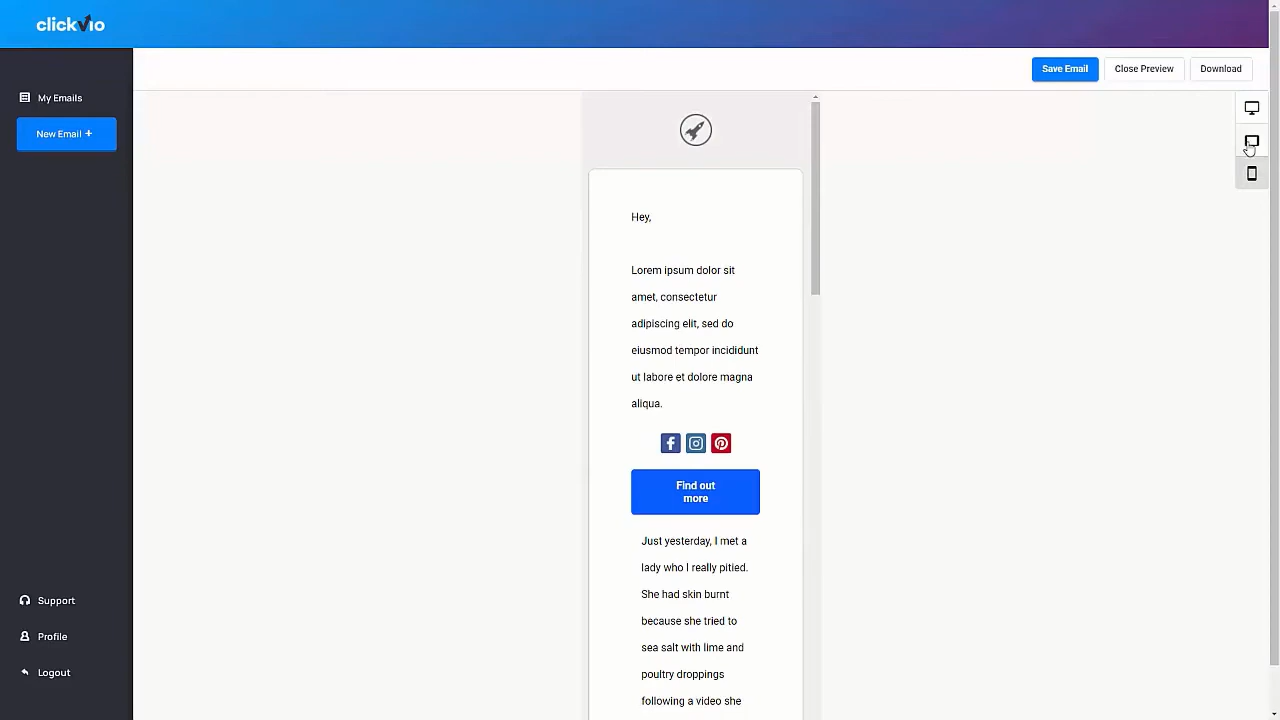 clickvio
Save Email
Close Preview
Download
My Emails
New Email +
Hey,
Lorem ipsum dolor sit
amet, consectetur
adipiscing elit, sed do
eiusmod tempor incididunt
ut labore et dolore magna
aliqua.
Find out
more
Just yesterday, I met a
lady who I really pitied.
She had skin burnt
because she tried to
sea salt with lime and
poultry droppings
following a video she
Support
Profile
Logout